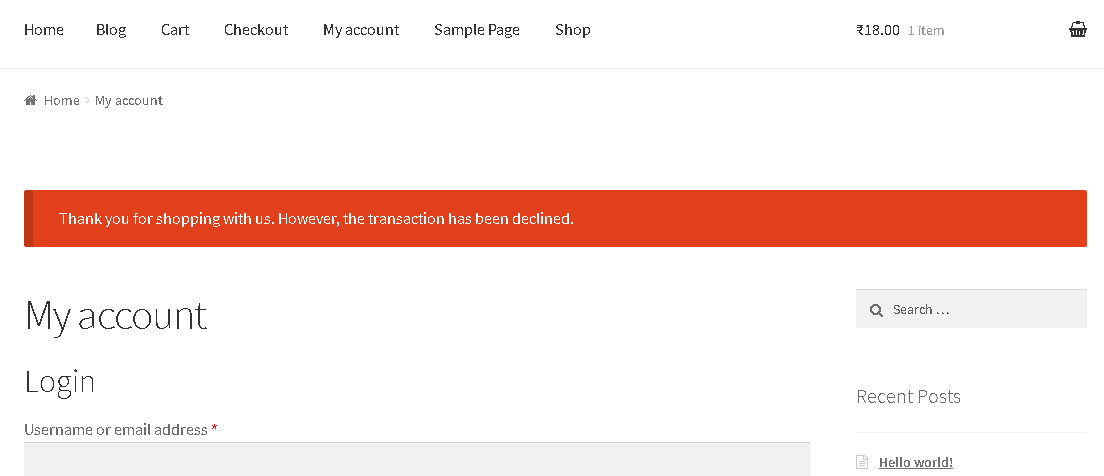 Home Blog Cart Checkout My account Sample Page Shop ₹18.00 1 item
Home › My account
Thank you for shopping with us. However, the transaction has been declined.
My account
Login
Username or email address *
Search …
Recent Posts
Hello world!